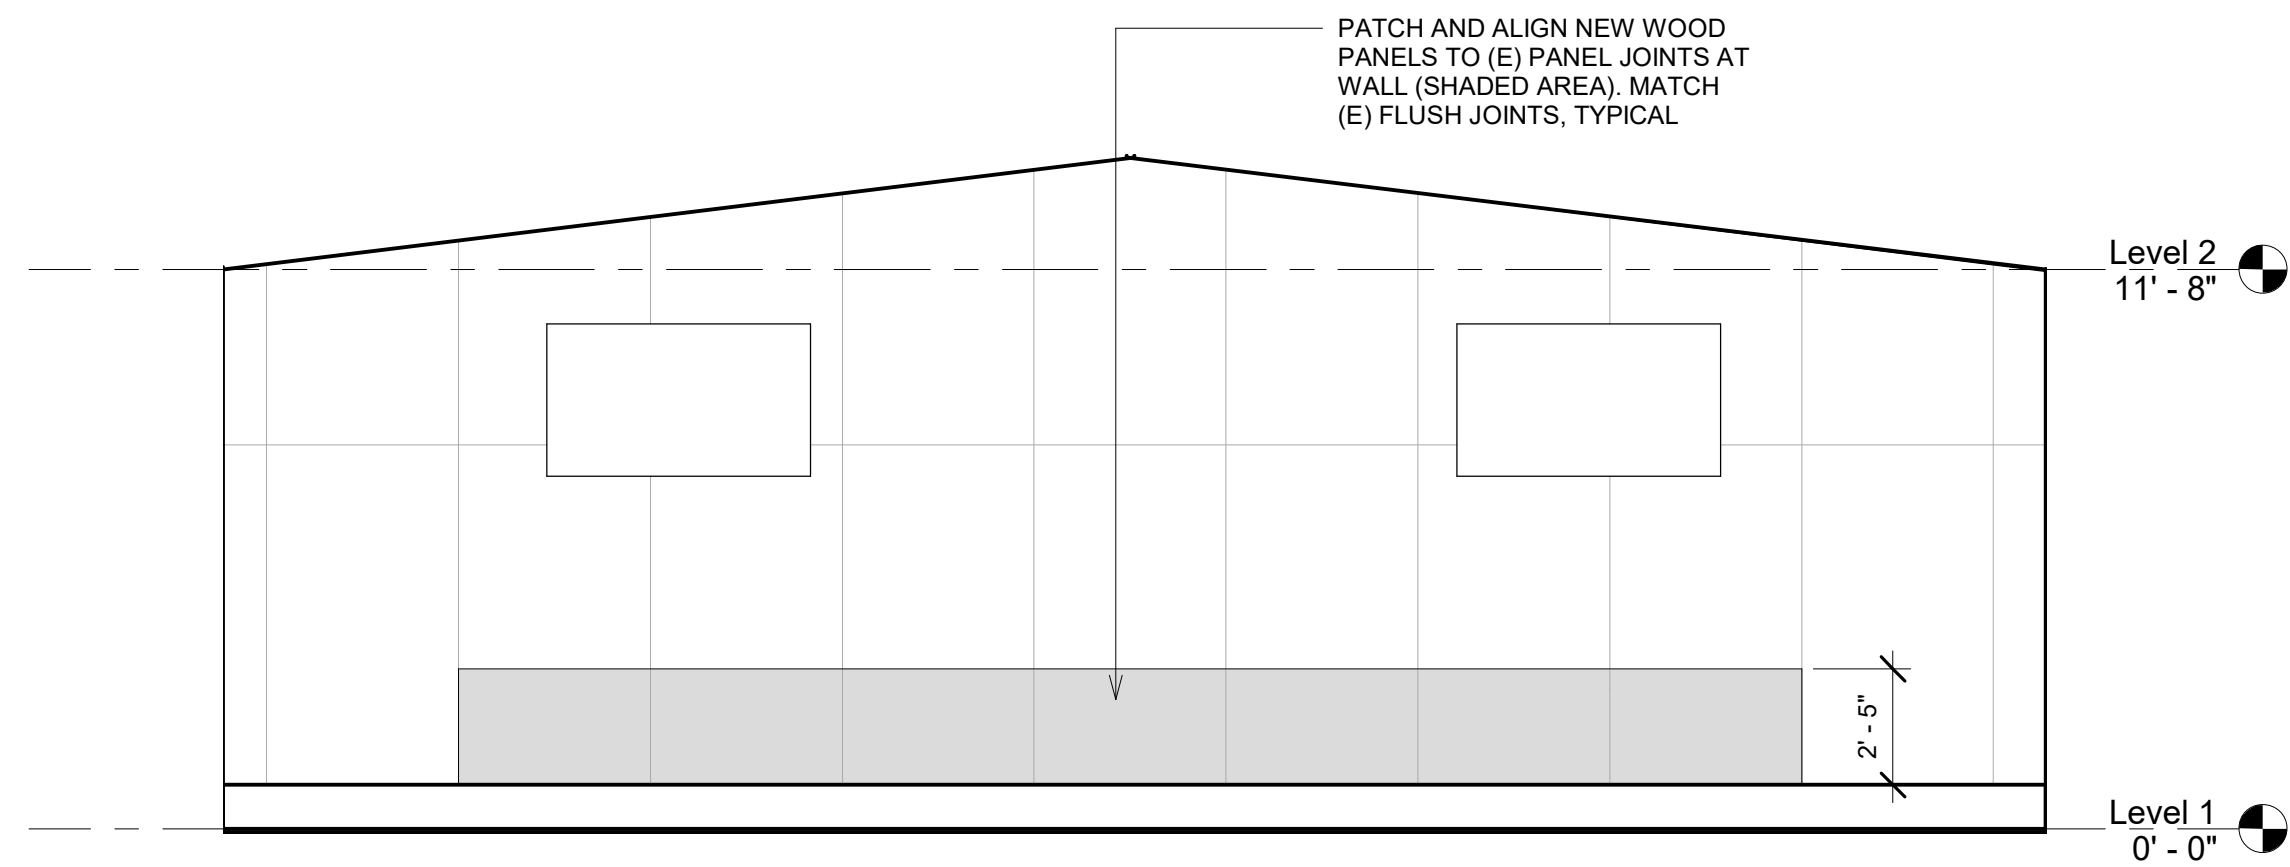 PATCH AND ALIGN NEW WOOD
PANELS TO (E) PANEL JOINTS AT
WALL (SHADED AREA). MATCH
(E) FLUSH JOINTS, TYPICAL
Level 2
11' - 8"
2' - 5"
Level 1
0' - 0"